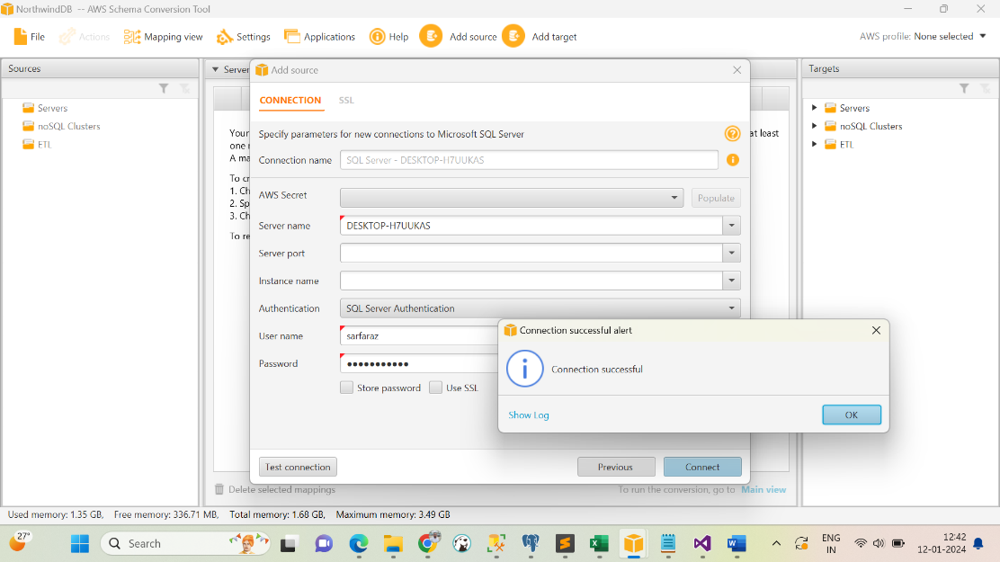 NorthwindDB -- AWS Schema Conversion Tool
File Actions Mapping view Settings Applications Help Add source Add target AWS profile: None selected
Sources
Servers
noSQL Clusters
ETL
Server
Your
one
A ma
To cr
1. Ch
2. Sp
3. Ch
To re
at least
Add source
CONNECTION SSL
Specify parameters for new connections to Microsoft SQL Server
Connection name SQL Server - DESKTOP-H7UUKAS
AWS Secret Populate
Server name DESKTOP-H7UUKAS
Server port
Instance name
Authentication SQL Server Authentication
User name sarfaraz
Password
Store password Use SSL
Test connection Previous Connect
Connection successful alert
Connection successful
Show Log OK
Delete selected mappings To run the conversion, go to Main view
Targets
Servers
noSQL Clusters
ETL
Used memory: 1.35 GB, Free memory: 336.71 MB, Total memory: 1.68 GB, Maximum memory: 3.49 GB
27°
Search
ENG
IN
12:42
12-01-2024